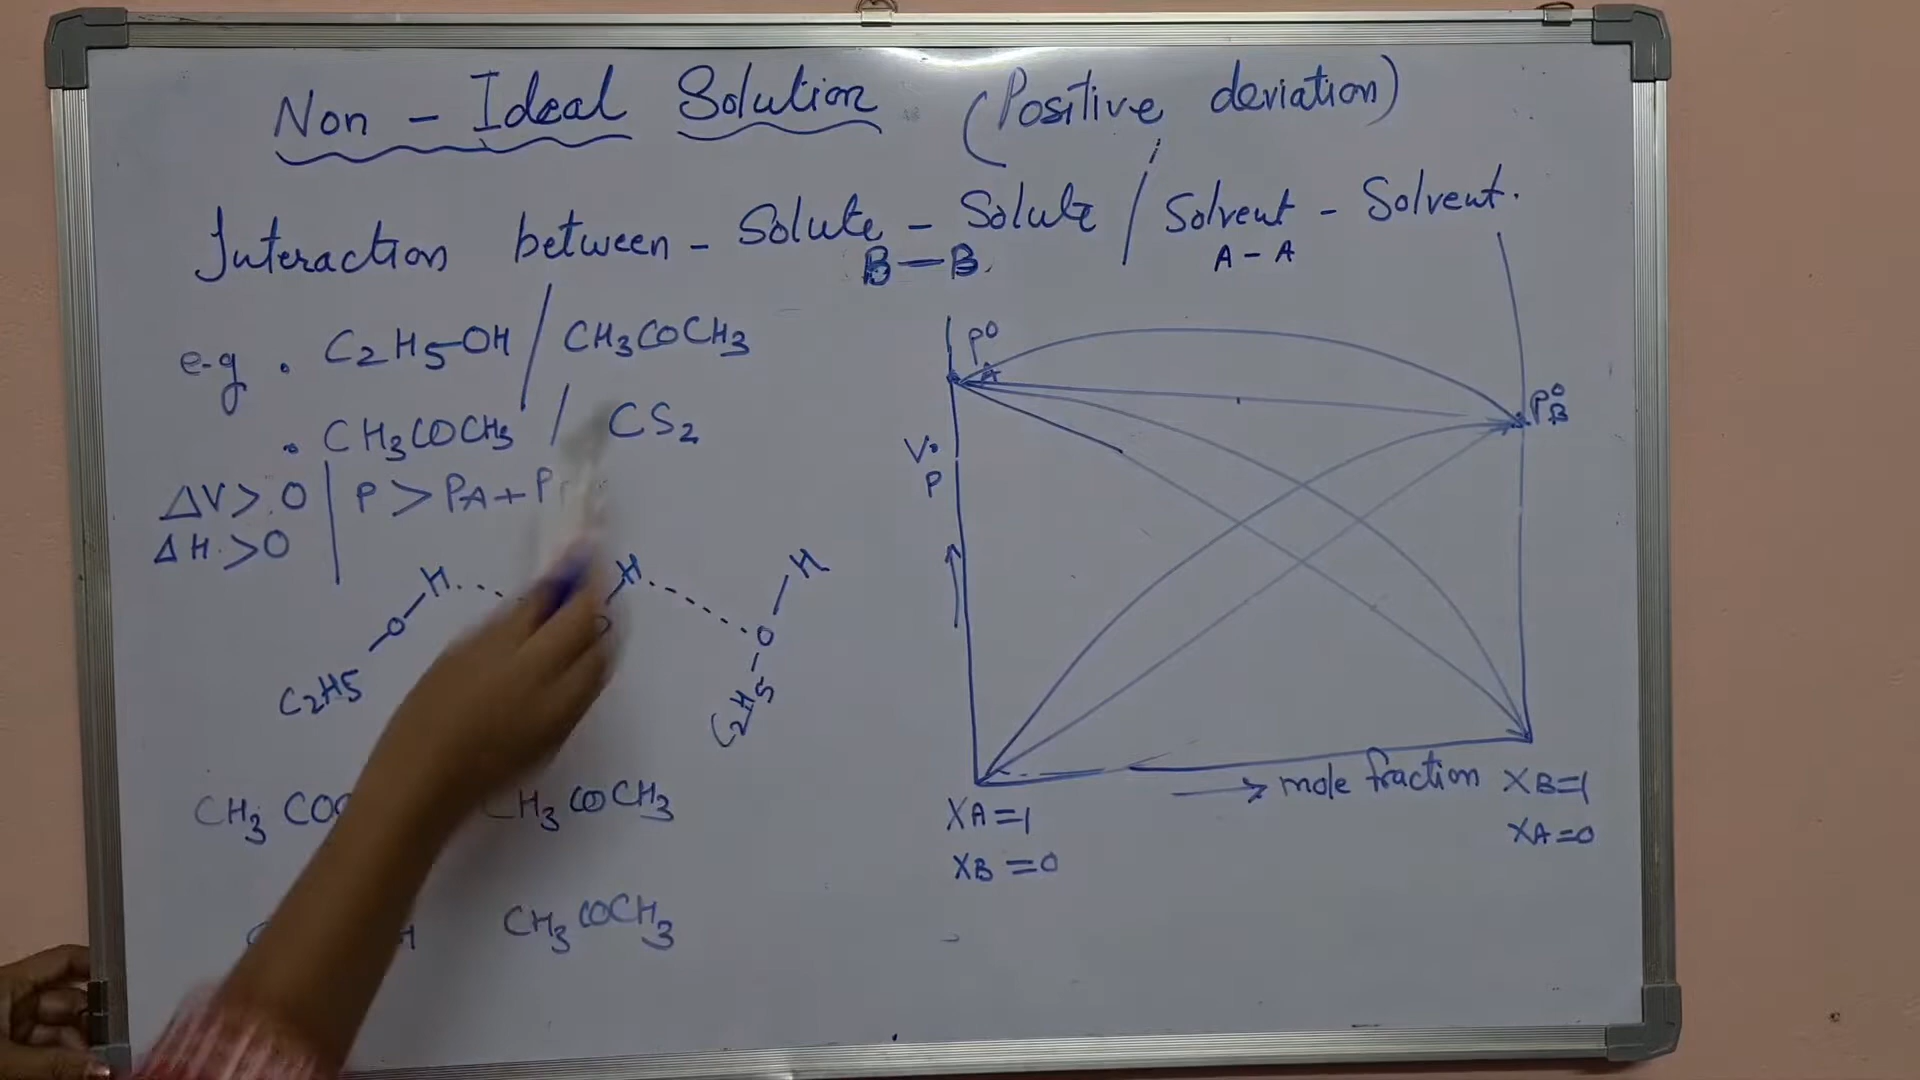 Non - Ideal Solution (Positive deviation)
Interaction between - Solute - Solute / Solvent - Solvent.
B-B. A-A
e-g . C2H5-OH / CH3COCH3
. CH3COCH3 / CS2
ΔV > 0 | P > PA +
ΔH > 0
H H H
O O
C2H5 C2H5
CH3 CH3COCH3
H CH3COCH3
P°A
P°B
V.
P
→ mole fraction
XA=1
XB=0
XB=1
XA=0